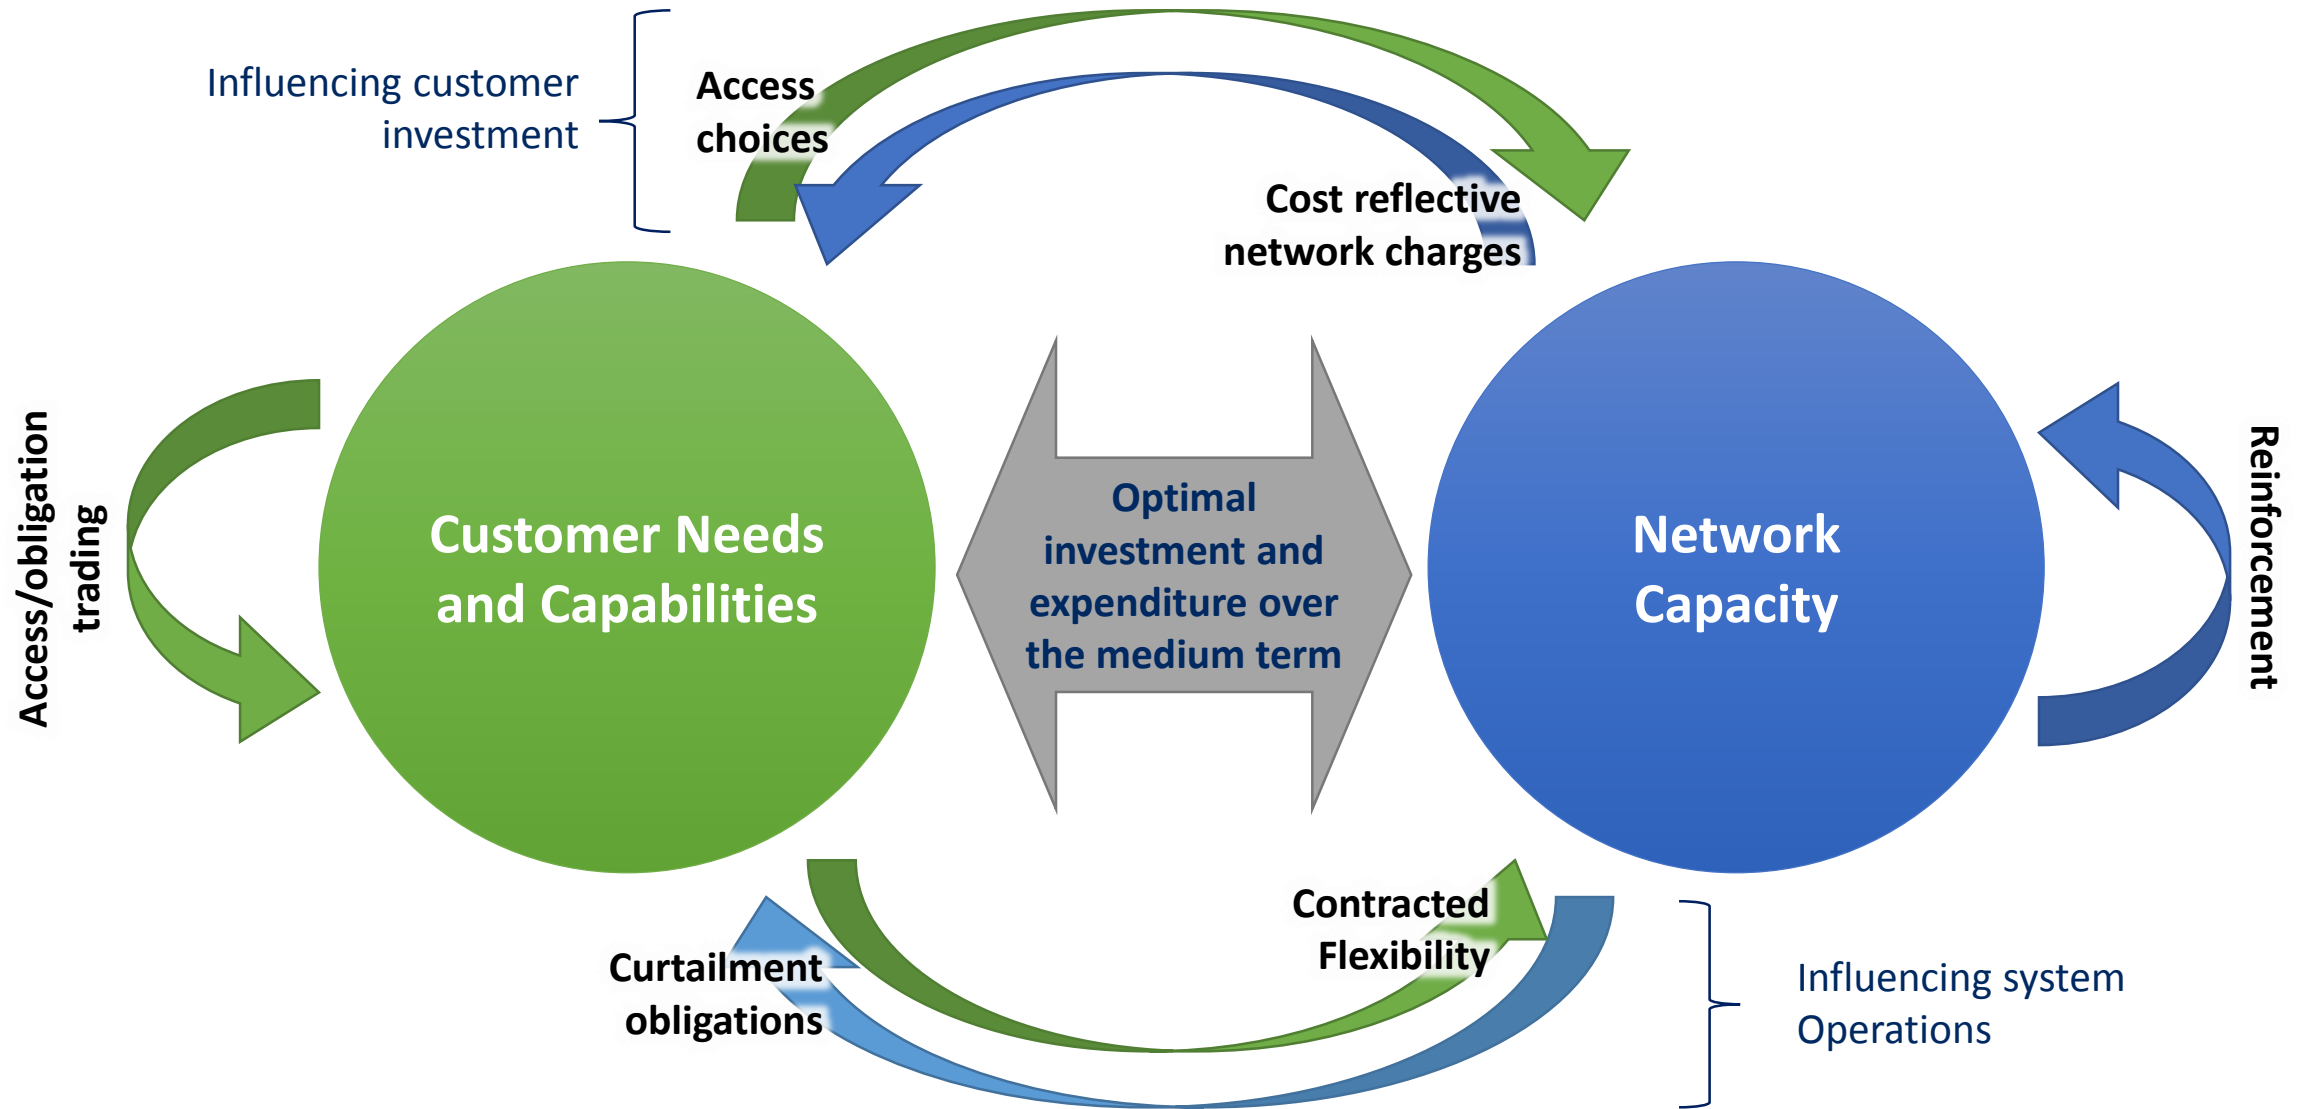 Influencing customer
investment
Access
choices
Cost reflective
network charges
Access/obligation
trading
Customer Needs
and Capabilities
Optimal
investment and
expenditure over
the medium term
Network
Capacity
Reinforcement
Curtailment
obligations
Contracted
Flexibility
Influencing system
Operations